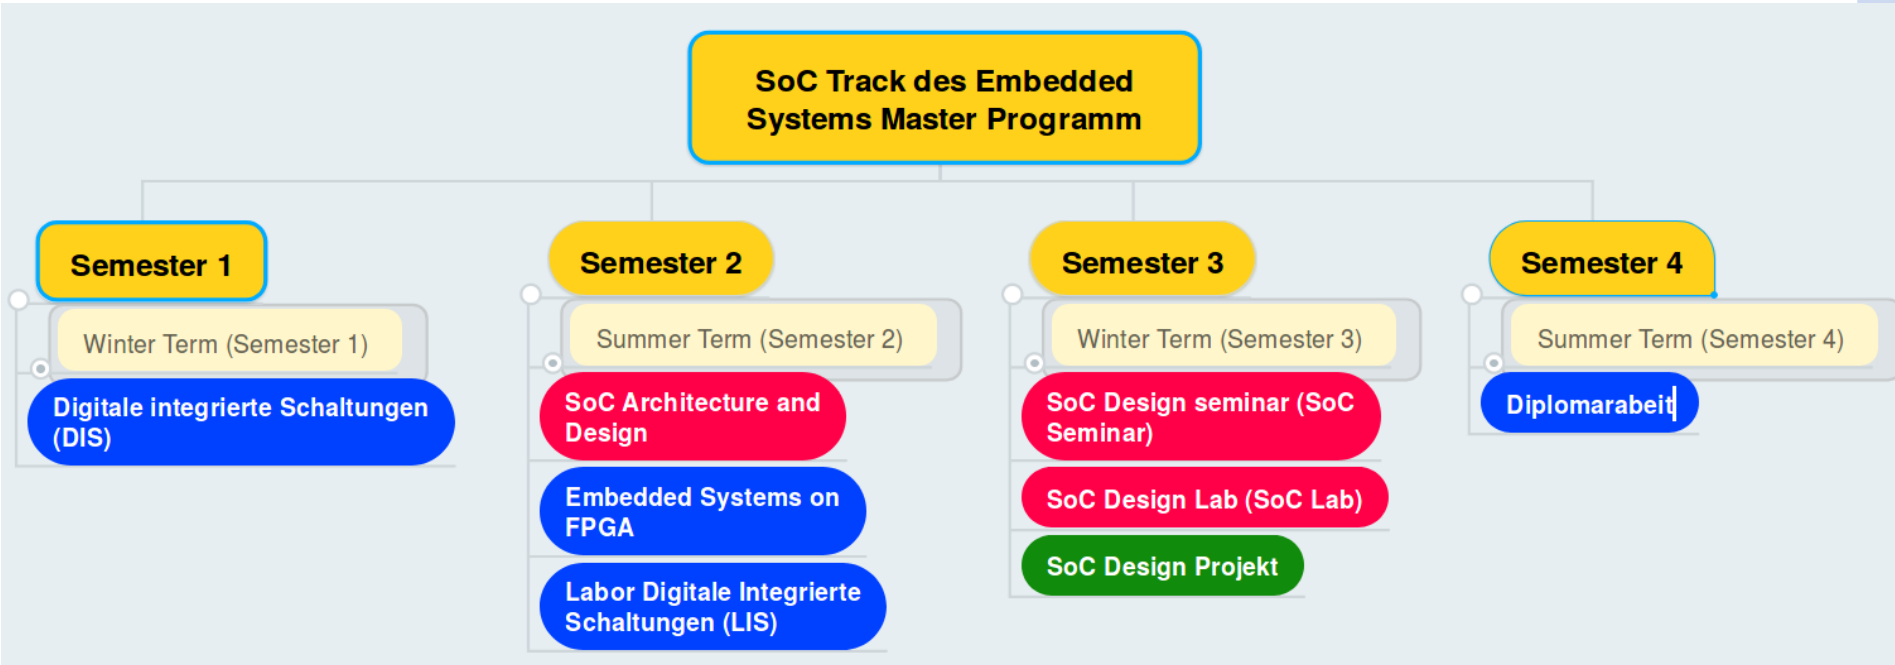 SoC Track des Embedded
Systems Master Programm
Semester 1
Winter Term (Semester 1)
Digitale integrierte Schaltungen
(DIS)
Semester 2
Summer Term (Semester 2)
SoC Architecture and
Design
Embedded Systems on
FPGA
Labor Digitale Integrierte
Schaltungen (LIS)
Semester 3
Winter Term (Semester 3)
SoC Design seminar (SoC
Seminar)
SoC Design Lab (SoC Lab)
SoC Design Projekt
Semester 4
Summer Term (Semester 4)
Diplomarabeit